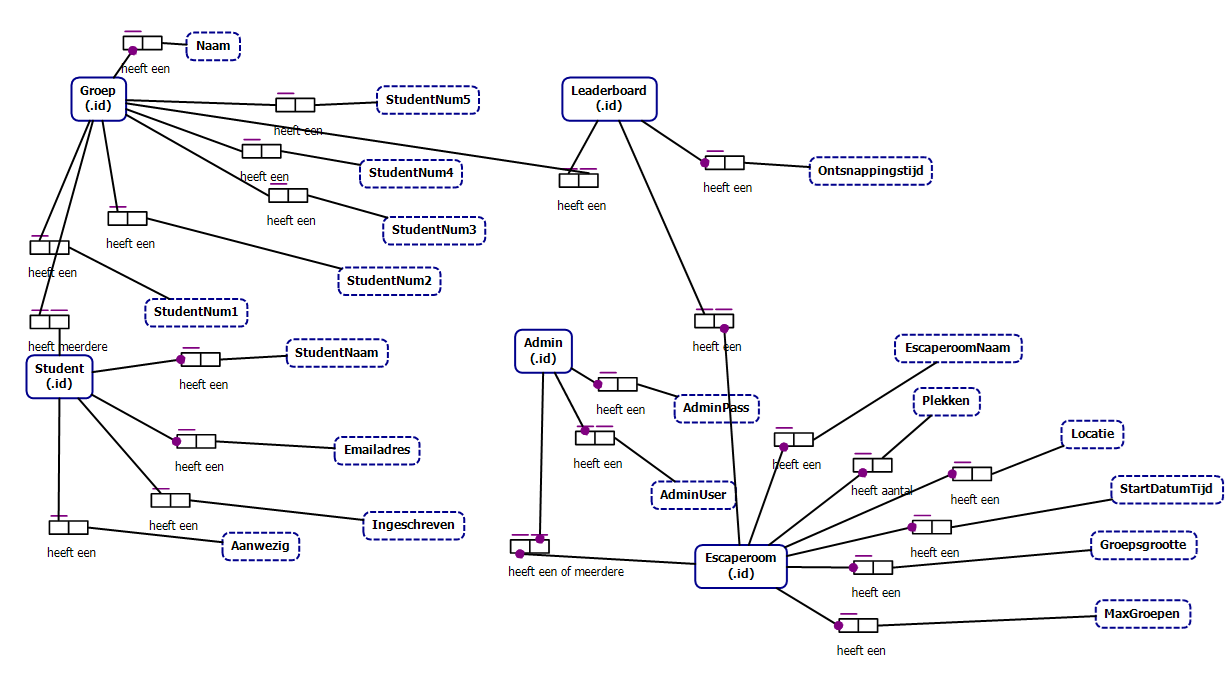 Naam
heeft een
Groep
(.id)
StudentNum5
heeft een
StudentNum4
heeft een
StudentNum3
heeft een
heeft een
StudentNum2
heeft een
StudentNum1
heeft meerdere
Leaderboard
(.id)
Ontsnappingstijd
heeft een
heeft een
heeft een
Student
(.id)
StudentNaam
heeft een
Emailadres
heeft een
Ingeschreven
heeft een
Aanwezig
heeft een
Admin
(.id)
AdminPass
heeft een
heeft een
AdminUser
heeft een of meerdere
EscaperoomNaam
heeft een
Plekken
heeft aantal
Locatie
heeft een
StartDatumTijd
heeft een
Escaperoom
(.id)
Groepsgrootte
heeft een
MaxGroepen
heeft een